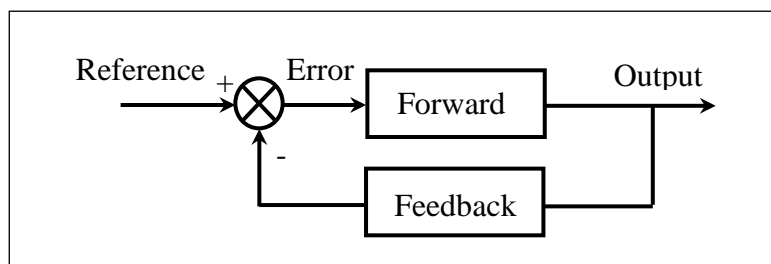 Reference
+
Error
Forward
Output
-
Feedback